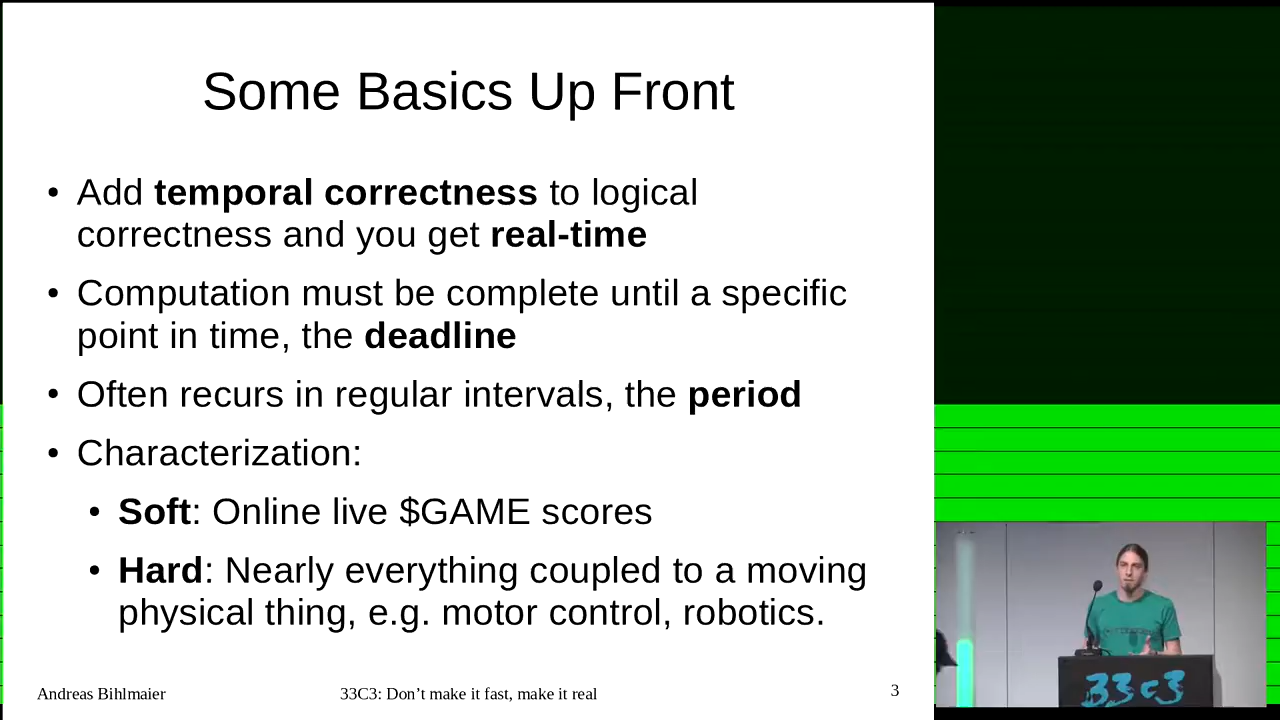 Some Basics Up Front
• Add temporal correctness to logical
correctness and you get real-time
• Computation must be complete until a specific
point in time, the deadline
• Often recurs in regular intervals, the period
• Characterization:
• Soft: Online live $GAME scores
• Hard: Nearly everything coupled to a moving
physical thing, e.g. motor control, robotics.
Andreas Bihlmaier
33C3: Don’t make it fast, make it real
3
33c3